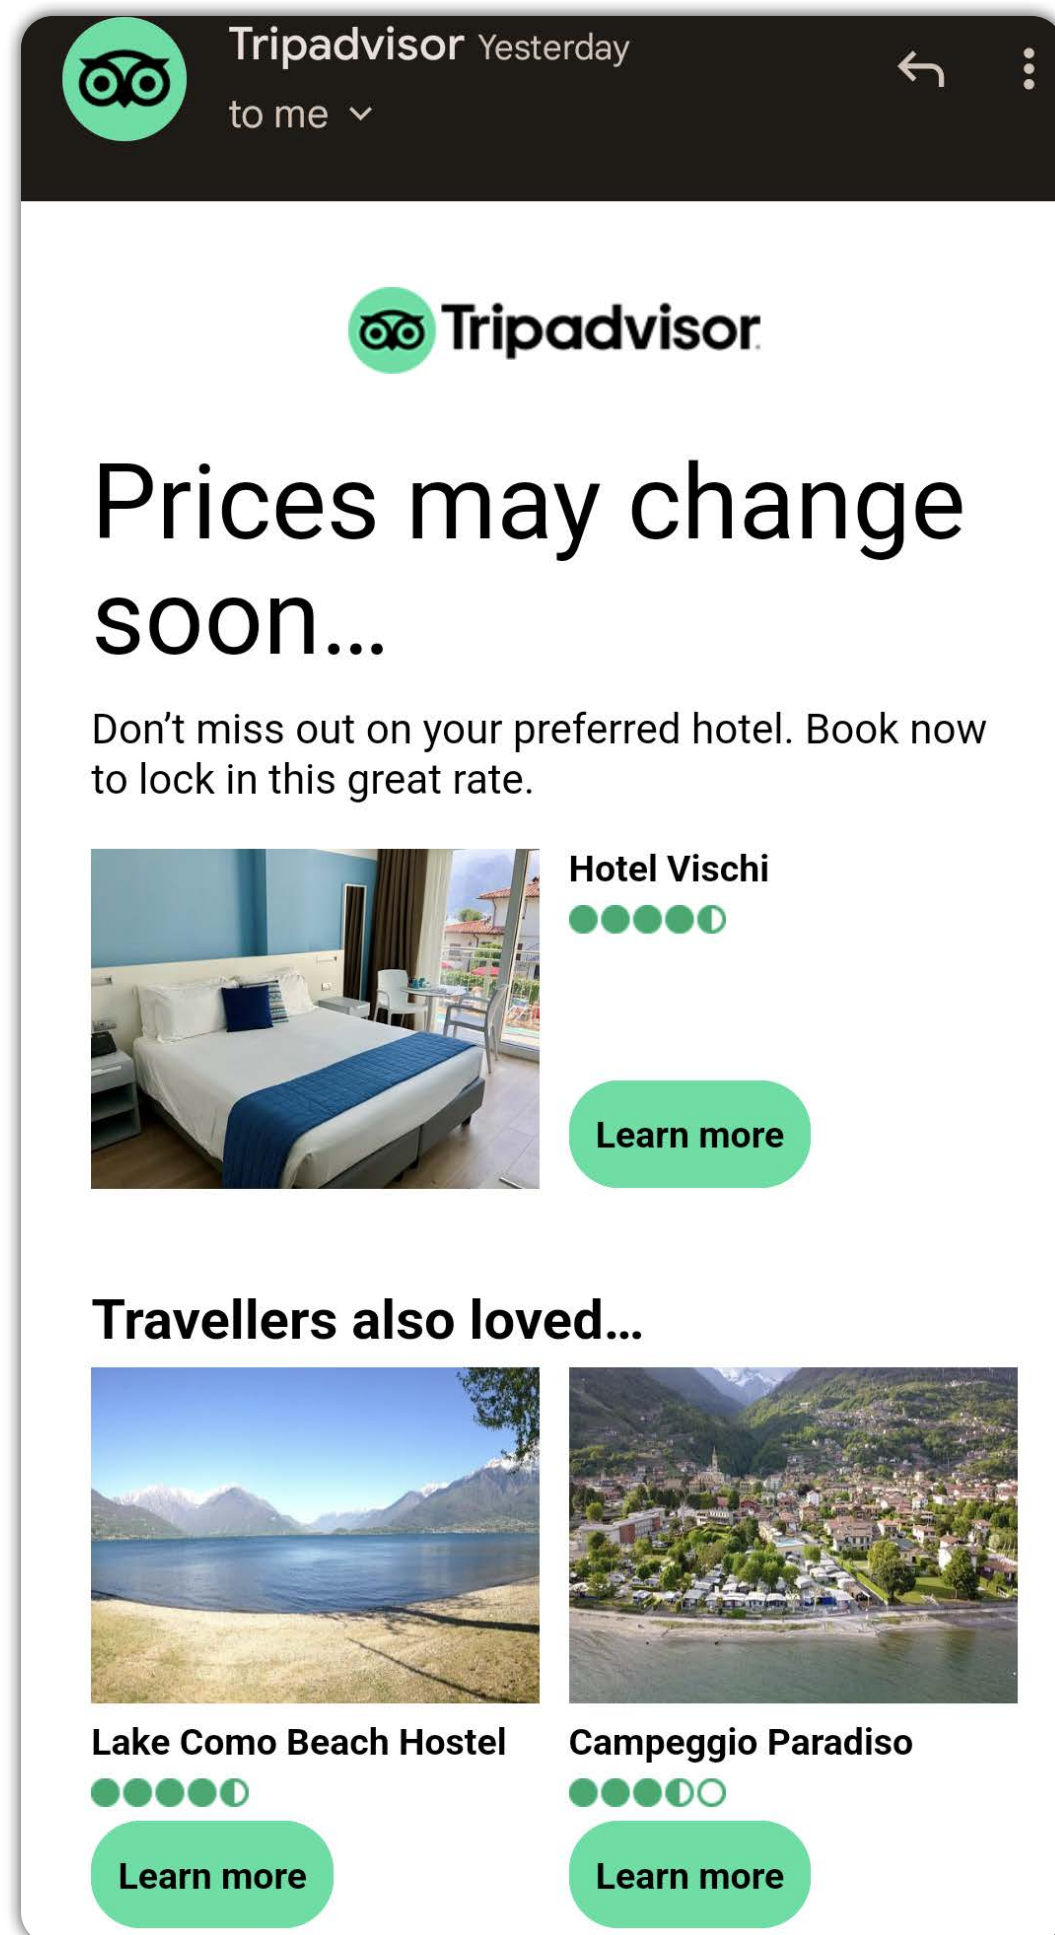 Tripadvisor Yesterday
to me
Tripadvisor
Prices may change
soon...
Don’t miss out on your preferred hotel. Book now
to lock in this great rate.
Hotel Vischi
Learn more
Travellers also loved...
Lake Como Beach Hostel
Campeggio Paradiso
Learn more
Learn more